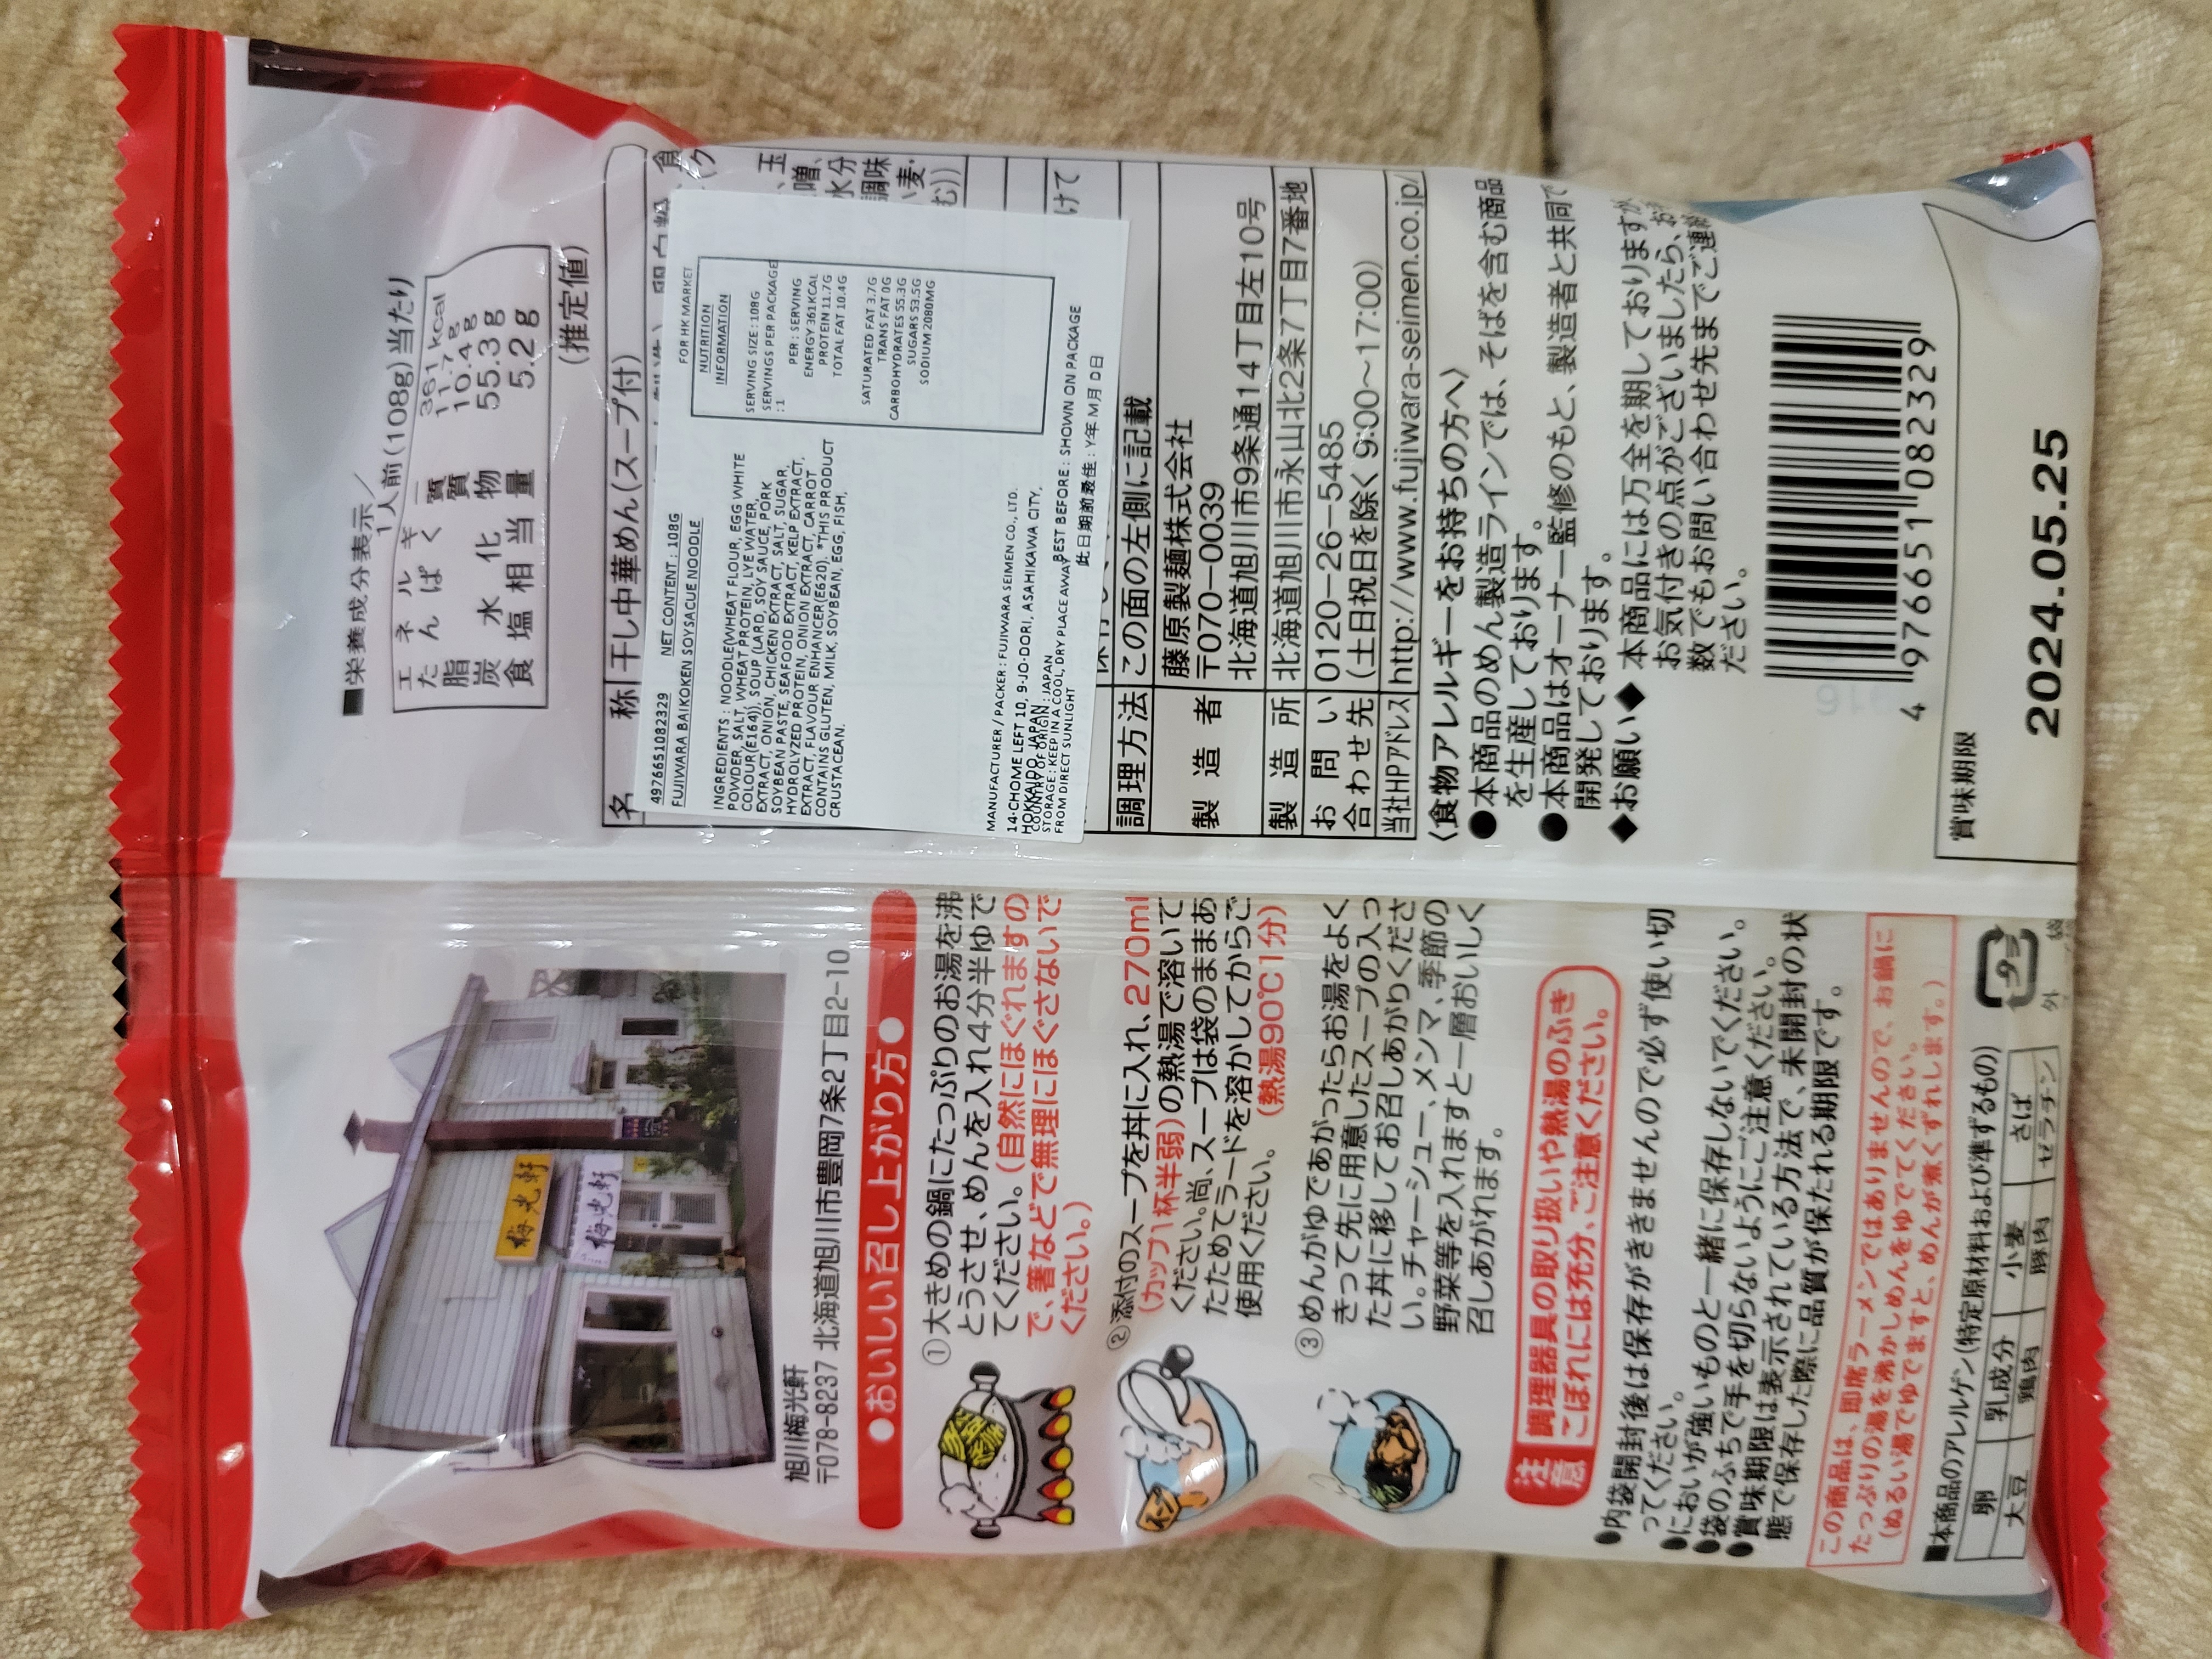 梅光軒
梅光軒
旭川梅光軒
〒078-8237 北海道旭川市豊岡7条2丁目2-10
●おいしい召し上がり方●
①大きめの鍋にたっぷりのお湯を沸
とうさせ、めんを入れ4分半ゆで
てください。(自然にほぐれますの
で、箸などで無理にほぐさないで
ください。)
スープ
②添付のスープを丼に入れ、270ml
(カップ1杯半弱)の熱湯で溶いて
ください。尚、スープは袋のままあ
たためてラードを溶かしてからご
使用ください。
(熱湯90℃1分)
③めんがゆであがったらお湯をよく
きって先に用意したスープの入っ
た丼に移してお召しあがりくださ
い。チャーシュー、メンマ、季節の
野菜等を入れますと一層おいしく
召しあがれます。
注意
調理器具の取り扱いや熱湯のふき
こぼれには充分、ご注意ください。
●内袋開封後は保存がききませんので必ず使い切
ってください。
●においが強いものと一緒に保存しないでください。
●袋のふちで手を切らないようにご注意ください。
●賞味期限は表示されている方法で、未開封の状
態で保存した際に品質が保たれる期限です。
この商品は、即席ラーメンではありませんので、お鍋に
たっぷりの湯を沸かしめんをゆでてください。
(ぬるい湯でゆでますと、めんが煮くずれします。)
■本商品のアレルゲン(特定原材料および準ずるもの)
卵 乳成分 小麦 さば
大豆 鶏肉 豚肉 ゼラチン
外 袋
■栄養成分表示/
1人前(108g)当たり
エネルギー 361kcal
たんぱく質 11.7g
脂質 10.4g
炭水化物 55.3g
食塩相当量 5.2g
(推定値)
名 称 干し中華めん(スープ付)
4976651082329 NET CONTENT : 108G
FUJIWARA BAIKOKEN SOYSACUE NOODLE
INGREDIENTS : NOODLE(WHEAT FLOUR, EGG WHITE
POWDER, SALT, WHEAT PROTEIN, LYE WATER,
COLOUR(E164)), SOUP (LARD, SOY SAUCE, PORK
EXTRACT, ONION, CHICKEN EXTRACT, SALT, SUGAR,
SOYBEAN PASTE, SEAFOOD EXTRACT, KELP EXTRACT,
HYDROLYZED PROTEIN, ONION EXTRACT, CARROT
EXTRACT, FLAVOUR ENHANCER(E620). *THIS PRODUCT
CONTAINS GLUTEN, MILK, SOYBEAN, EGG, FISH,
CRUSTACEAN.
FOR HK MARKET
NUTRITION
INFORMATION
SERVING SIZE : 108G
SERVINGS PER PACKAGE
: 1
PER : SERVING
ENERGY 361KCAL
PROTEIN 11.7G
TOTAL FAT 10.4G
SATURATED FAT 3.7G
TRANS FAT 0G
CARBOHYDRATES 55.3G
SUGARS 53.5G
SODIUM 2080MG
MANUFACTURER / PACKER : FUJIWARA SEIMEN CO., LTD.
14-CHOME LEFT 10, 9-JO-DORI, ASAHIKAWA CITY,
HOKKAIDO, JAPAN
COUNTRY OF ORIGIN : JAPAN
STORAGE : KEEP IN A COOL, DRY PLACE AWAY
FROM DIRECT SUNLIGHT
BEST BEFORE : SHOWN ON PACKAGE
此日期前最佳 : Y年 M月 D日
調理方法 この面の左側に記載
製造者 藤原製麺株式会社
〒070-0039
北海道旭川市9条通14丁目左10号
製造所 北海道旭川市永山北2条7丁目7番地
お問い合わせ先 0120-26-5485
(土日祝日を除く 9:00〜17:00)
当社HPアドレス http://www.fujiwara-seimen.co.jp/
〈食物アレルギーをお持ちの方へ〉
●本商品のめん製造ラインでは、そばを含む商品
を生産しております。
●本商品はオーナー監修のもと、製造者と共同で
開発しております。
◆お願い◆ 本商品には万全を期しておりますが
お気付きの点がございましたら、お
数でもお問い合わせ先までご連絡
ださい。
4 976651 082329
賞味期限
2024.05.25